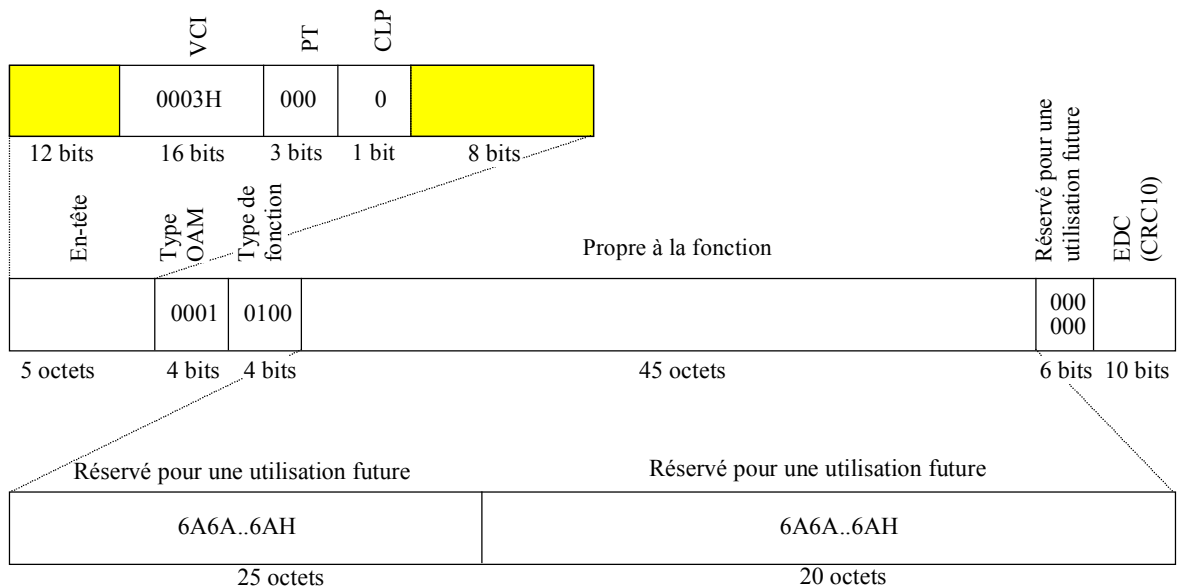 VCI
PT
CLP
0003H
000
0
12 bits
16 bits
3 bits
1 bit
8 bits
En-tête
Type
OAM
Type de
fonction
Propre à la fonction
Réservé pour une
utilisation future
EDC
(CRC10)
0001
0100
000
000
5 octets
4 bits
4 bits
45 octets
6 bits
10 bits
Réservé pour une utilisation future
Réservé pour une utilisation future
6A6A..6AH
6A6A..6AH
25 octets
20 octets